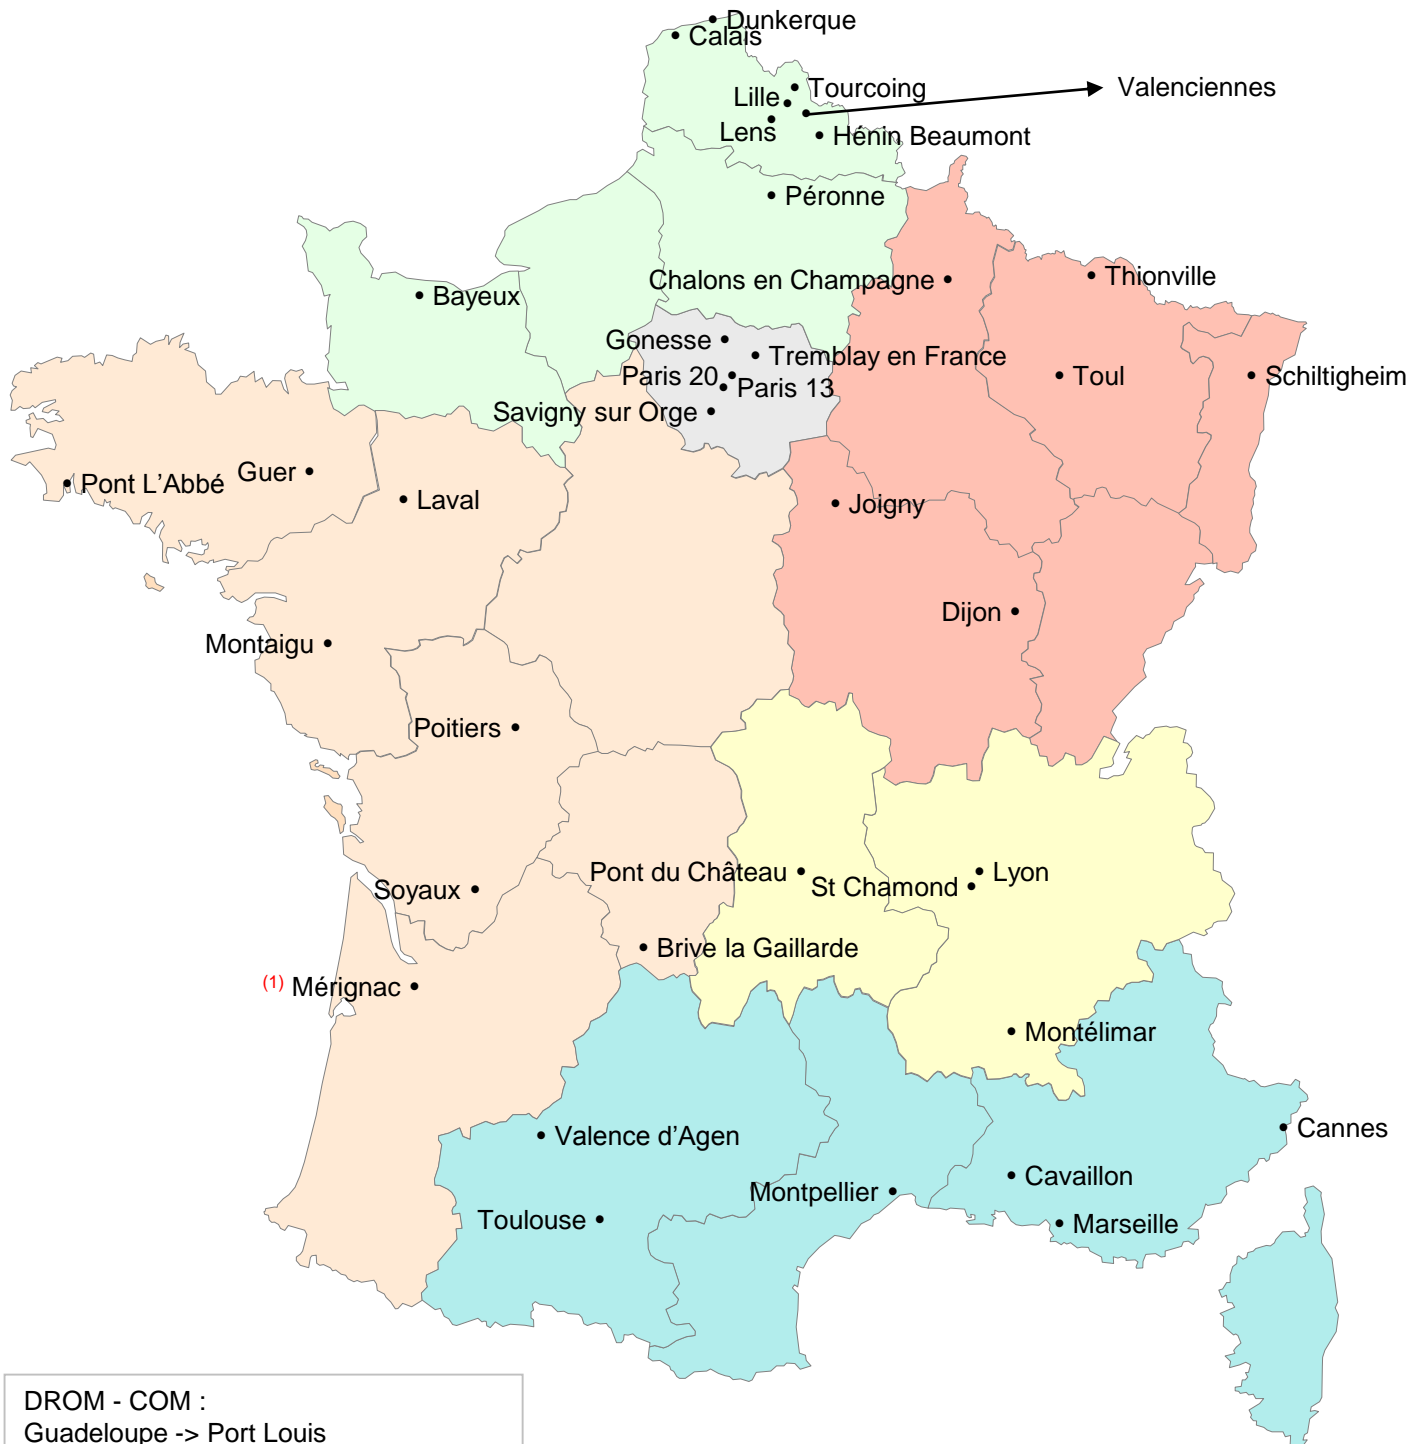 Dunkerque
Calais
Tourcoing
Valenciennes
Lille
Lens
Hénin Beaumont
Péronne
Chalons en Champagne
Thionville
Bayeux
Gonesse
Tremblay en France
Paris 20
Paris 13
Toul
Schiltigheim
Savigny sur Orge
Guer
Pont L’Abbé
Laval
Joigny
Dijon
Montaigu
Poitiers
Pont du Château
Lyon
St Chamond
Soyaux
Brive la Gaillarde
(1) Mérignac
Montélimar
Cannes
Valence d’Agen
Cavaillon
Montpellier
Toulouse
Marseille
DROM - COM :
Guadeloupe -> Port Louis